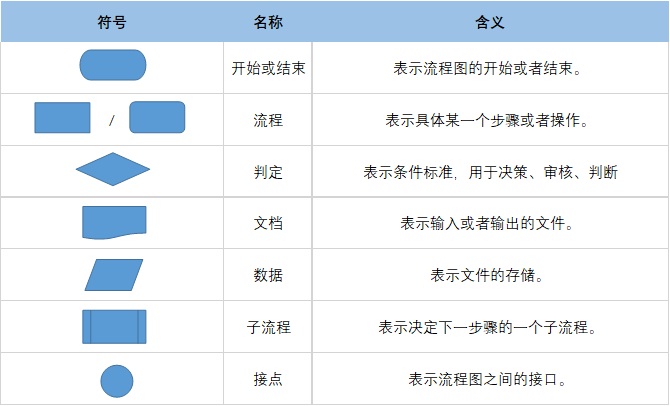 符号 名称 含义
开始或结束 表示流程图的开始或者结束。
/ 流程 表示具体某一个步骤或者操作。
判定 表示条件标准，用于决策、审核、判断
文档 表示输入或者输出的文件。
数据 表示文件的存储。
子流程 表示决定下一步骤的一个子流程。
接点 表示流程图之间的接口。